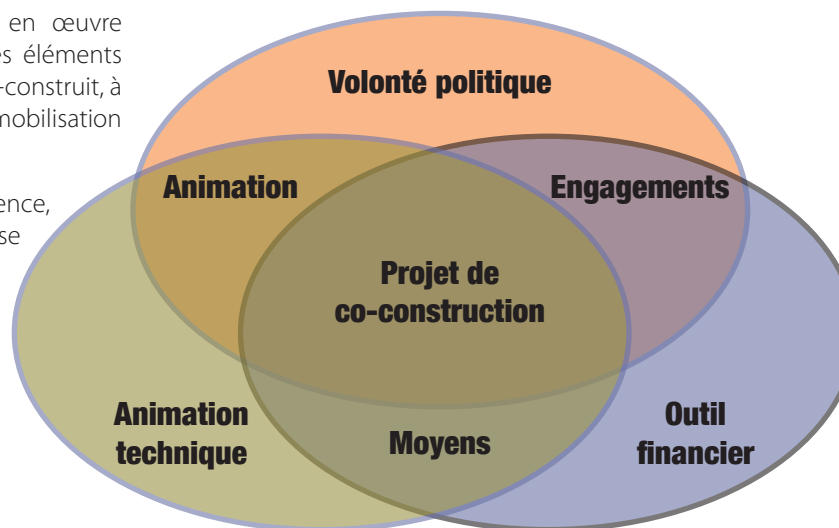 en œuvre
es éléments
-construit, à
mobilisation
ence,
se
Volonté politique
Animation
Engagements
Projet de
co-construction
Animation
technique
Moyens
Outil
financier